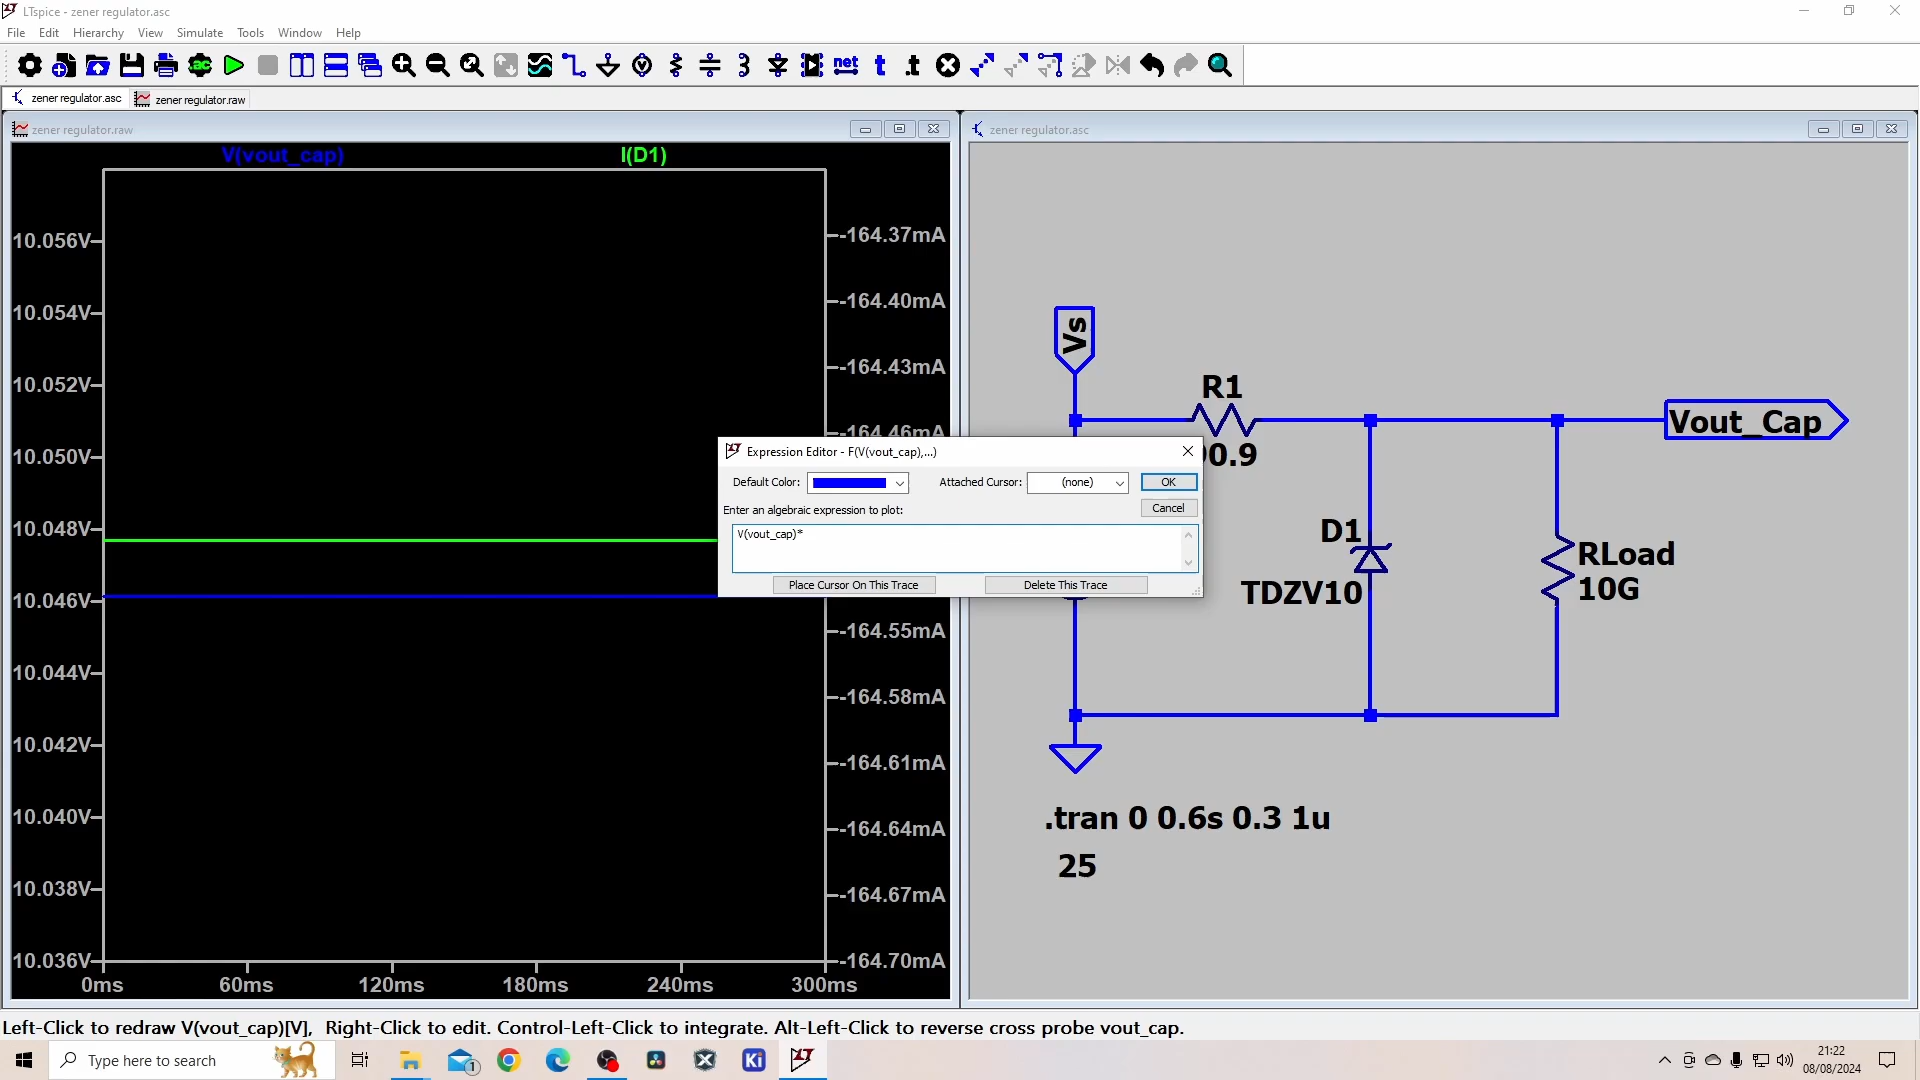 LTspice - zener regulator.asc
File Edit Hierarchy View Simulate Tools Window Help
.ac net t .t
zener regulator.asc zener regulator.raw
zener regulator.raw
V(vout_cap) I(D1)
10.056V
10.054V
10.052V
10.050V
10.048V
10.046V
10.044V
10.042V
10.040V
10.038V
10.036V
-164.37mA
-164.40mA
-164.43mA
-164.46mA
-164.55mA
-164.58mA
-164.61mA
-164.64mA
-164.67mA
-164.70mA
0ms 60ms 120ms 180ms 240ms 300ms
Expression Editor - F(V(vout_cap),...)
Default Color: Attached Cursor: (none) OK
Enter an algebraic expression to plot: Cancel
V(vout_cap)*
Place Cursor On This Trace Delete This Trace
zener regulator.asc
Vs
R1
90.9
Vout_Cap
D1
TDZV10
RLoad
10G
.tran 0 0.6s 0.3 1u
25
Left-Click to redraw V(vout_cap)[V], Right-Click to edit. Control-Left-Click to integrate. Alt-Left-Click to reverse cross probe vout_cap.
Type here to search
1
Ki
21:22
08/08/2024